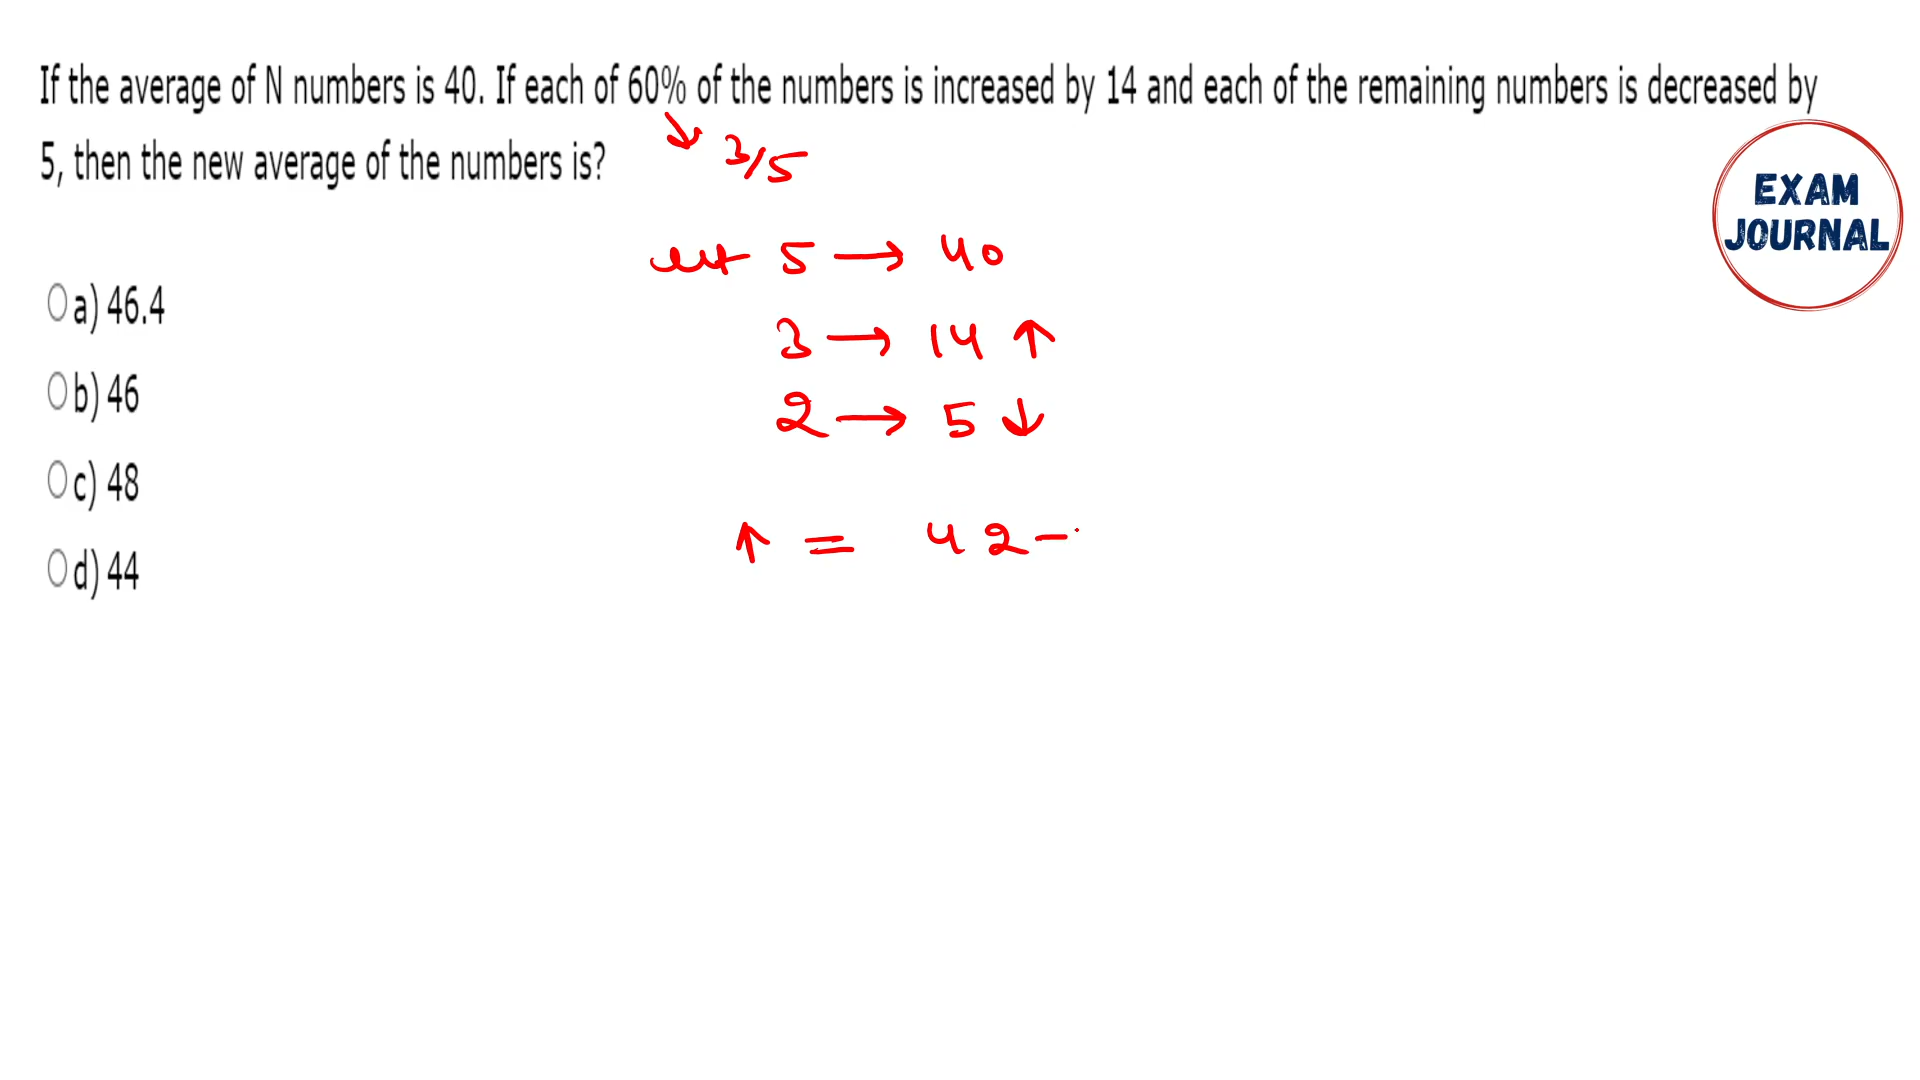 If the average of N numbers is 40. If each of 60% of the numbers is increased by 14 and each of the remaining numbers is decreased by
5, then the new average of the numbers is?
↓ 3/5
EXAM
JOURNAL
let 5 → 40
3 → 14 ↑
2 → 5 ↓
↑ = 42 -
a) 46.4
b) 46
c) 48
d) 44